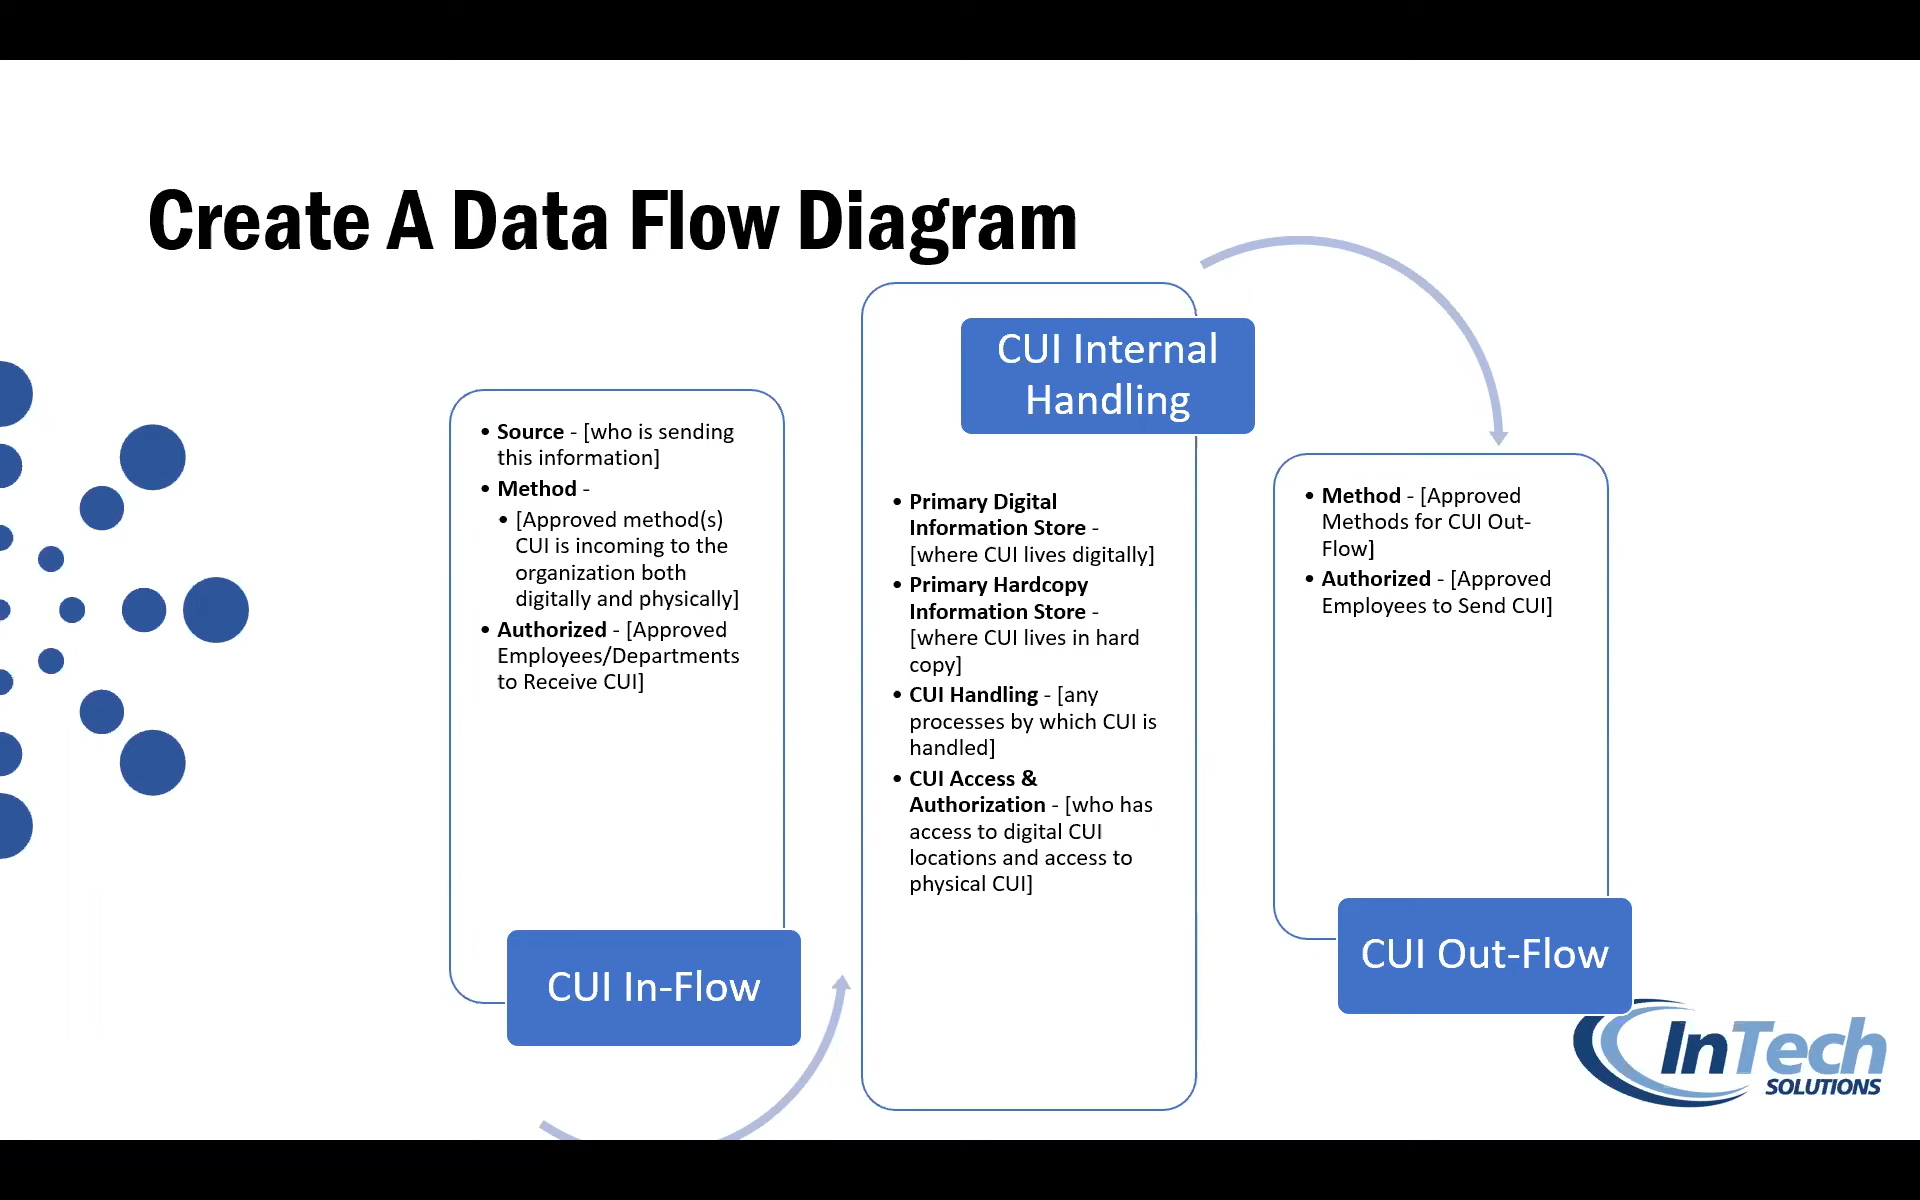 Create A Data Flow Diagram
• Source - [who is sending
this information]
• Method -
• [Approved method(s)
CUI is incoming to the
organization both
digitally and physically]
• Authorized - [Approved
Employees/Departments
to Receive CUI]
CUI In-Flow
CUI Internal
Handling
• Primary Digital
Information Store -
[where CUI lives digitally]
• Primary Hardcopy
Information Store -
[where CUI lives in hard
copy]
• CUI Handling - [any
processes by which CUI is
handled]
• CUI Access &
Authorization - [who has
access to digital CUI
locations and access to
physical CUI]
• Method - [Approved
Methods for CUI Out-
Flow]
• Authorized - [Approved
Employees to Send CUI]
CUI Out-Flow
InTech
SOLUTIONS